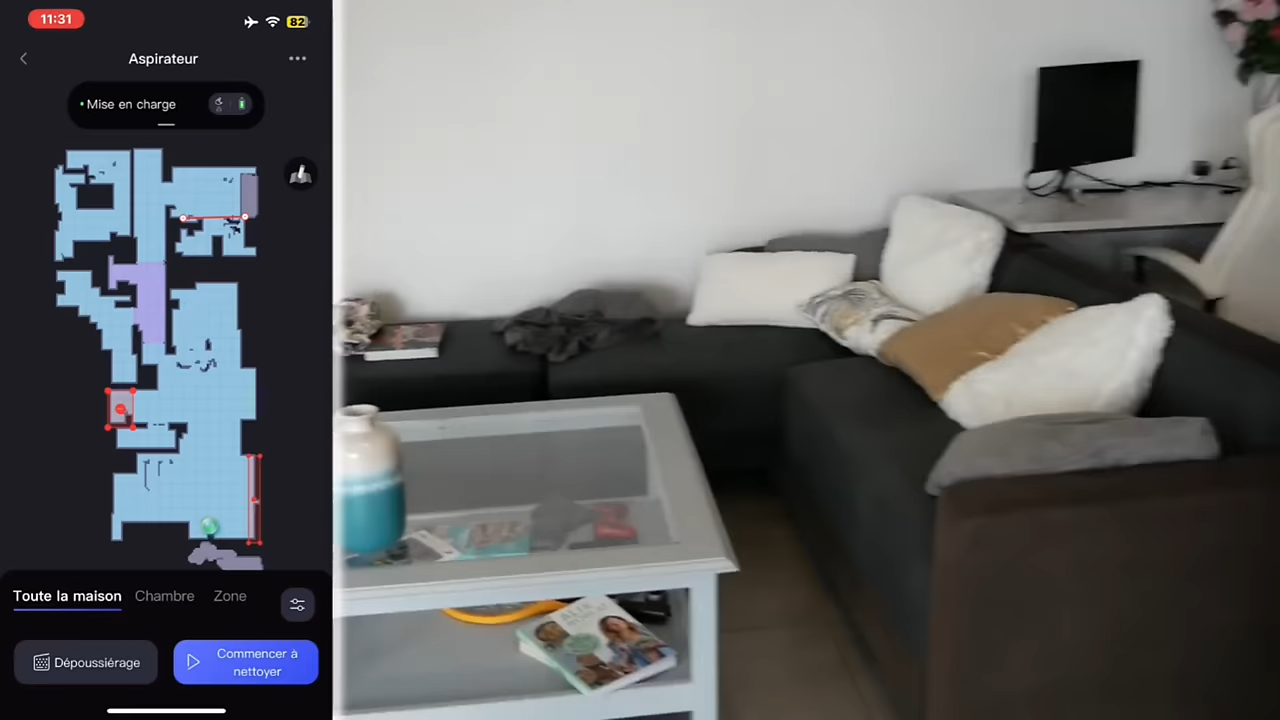 11:31
82
Aspirateur
Mise en charge
Toute la maison
Chambre
Zone
Dépoussiérage
Commencer à
nettoyer